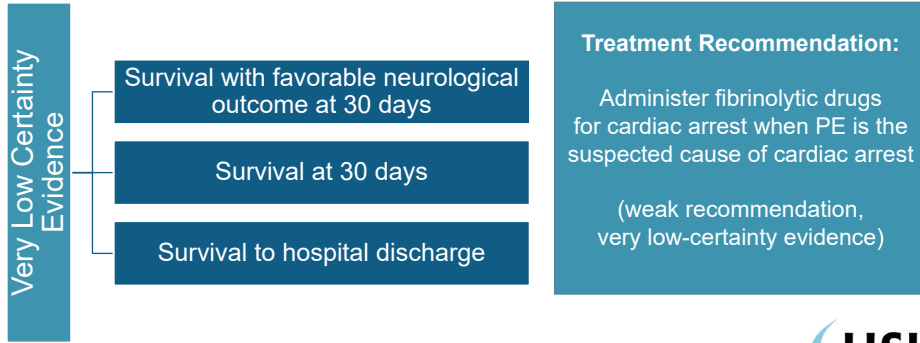 Very Low Certainty
Evidence
Survival with favorable neurological
outcome at 30 days
Survival at 30 days
Survival to hospital discharge
Treatment Recommendation:
Administer fibrinolytic drugs
for cardiac arrest when PE is the
suspected cause of cardiac arrest
(weak recommendation,
very low-certainty evidence)